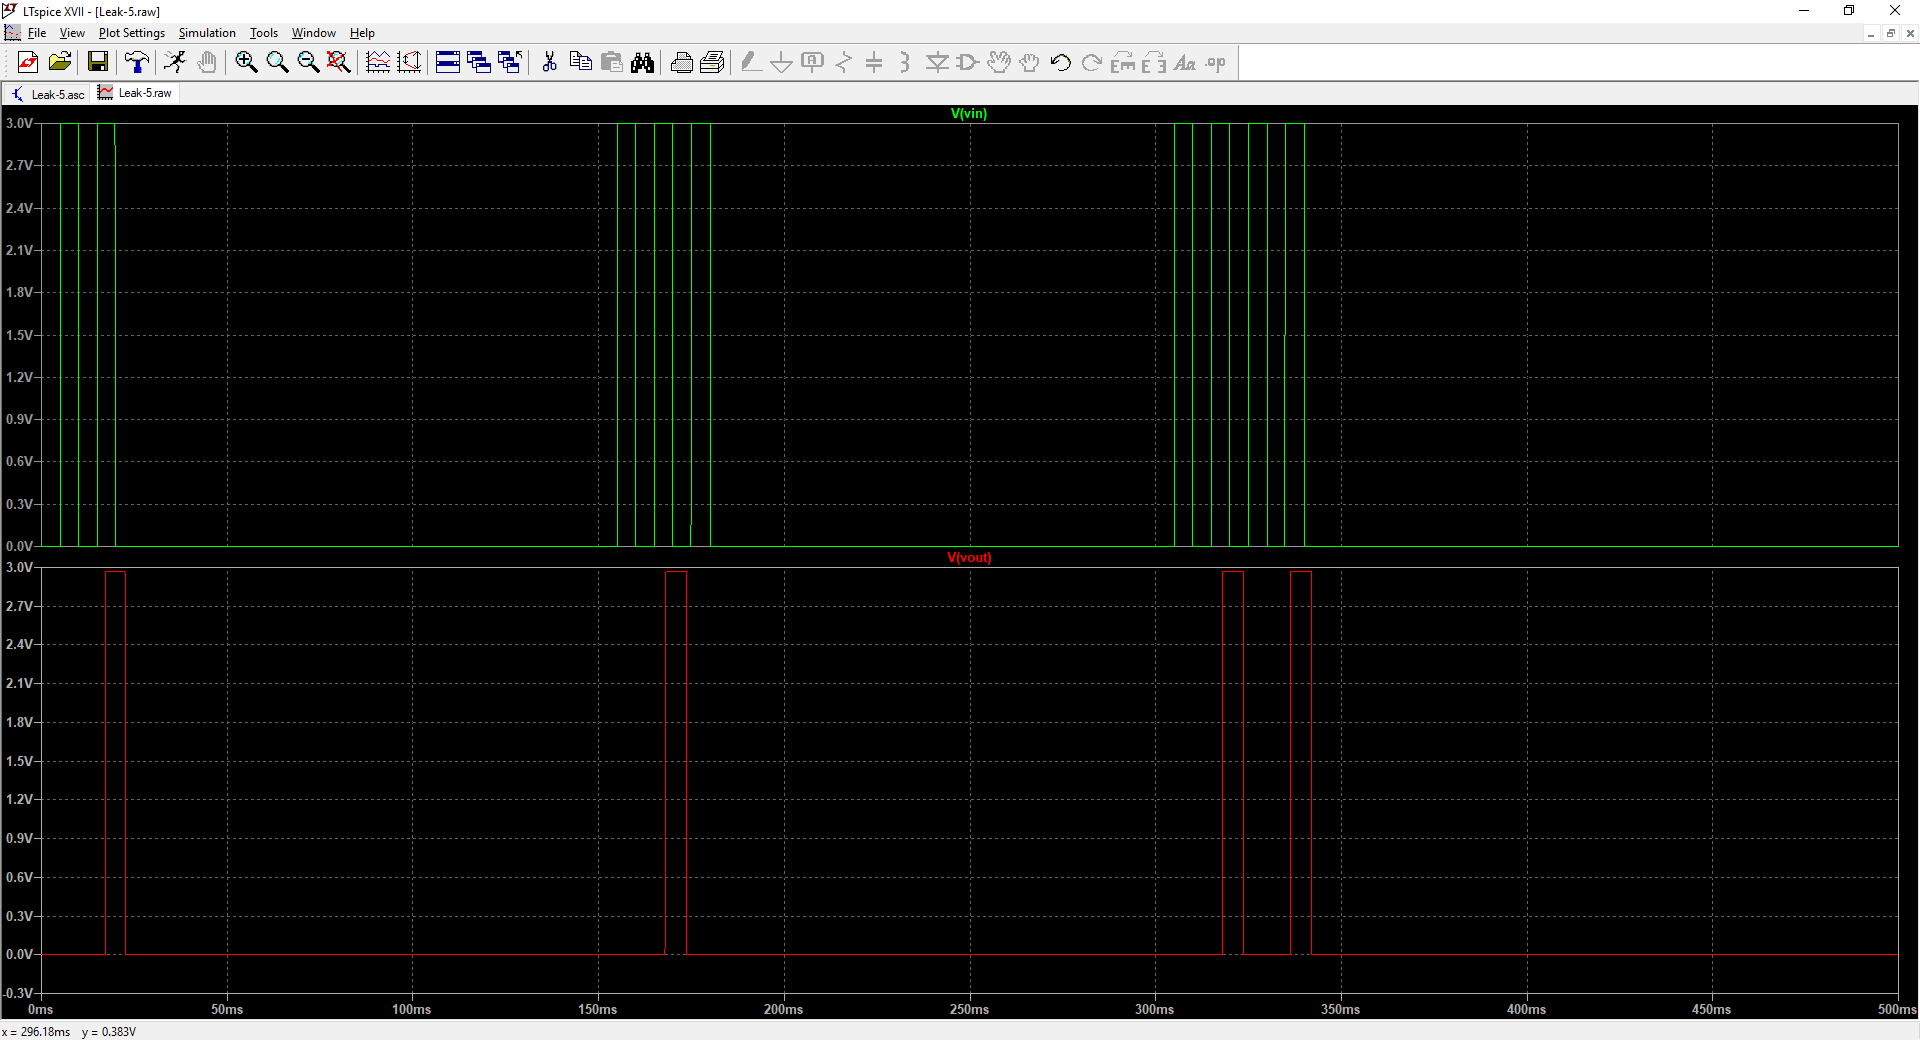 LTspice XVII - [Leak-5.raw]
File View Plot Settings Simulation Tools Window Help
Leak-5.asc Leak-5.raw
V(vin)
3.0V
2.7V
2.4V
2.1V
1.8V
1.5V
1.2V
0.9V
0.6V
0.3V
0.0V
V(vout)
3.0V
2.7V
2.4V
2.1V
1.8V
1.5V
1.2V
0.9V
0.6V
0.3V
0.0V
-0.3V
0ms 50ms 100ms 150ms 200ms 250ms 300ms 350ms 400ms 450ms 500ms
x = 296.18ms y = 0.383V